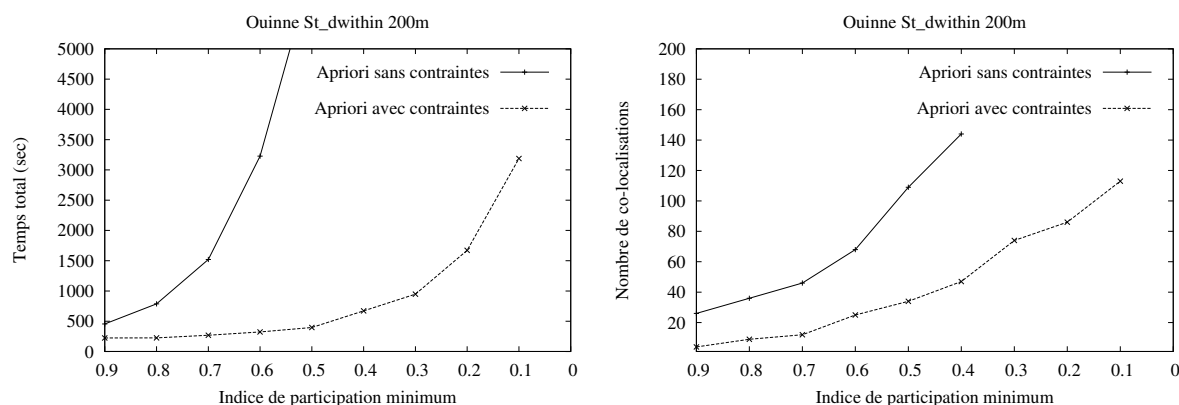 Ouinne St_dwithin 200m
5000
4500
4000
3500
3000
2500
2000
1500
1000
500
0
Temps total (sec)
Apriori sans contraintes
Apriori avec contraintes
0.9 0.8 0.7 0.6 0.5 0.4 0.3 0.2 0.1 0
Indice de participation minimum
Ouinne St_dwithin 200m
200
180
160
140
120
100
80
60
40
20
Nombre de co-localisations
Apriori sans contraintes
Apriori avec contraintes
0.9 0.8 0.7 0.6 0.5 0.4 0.3 0.2 0.1 0
Indice de participation minimum